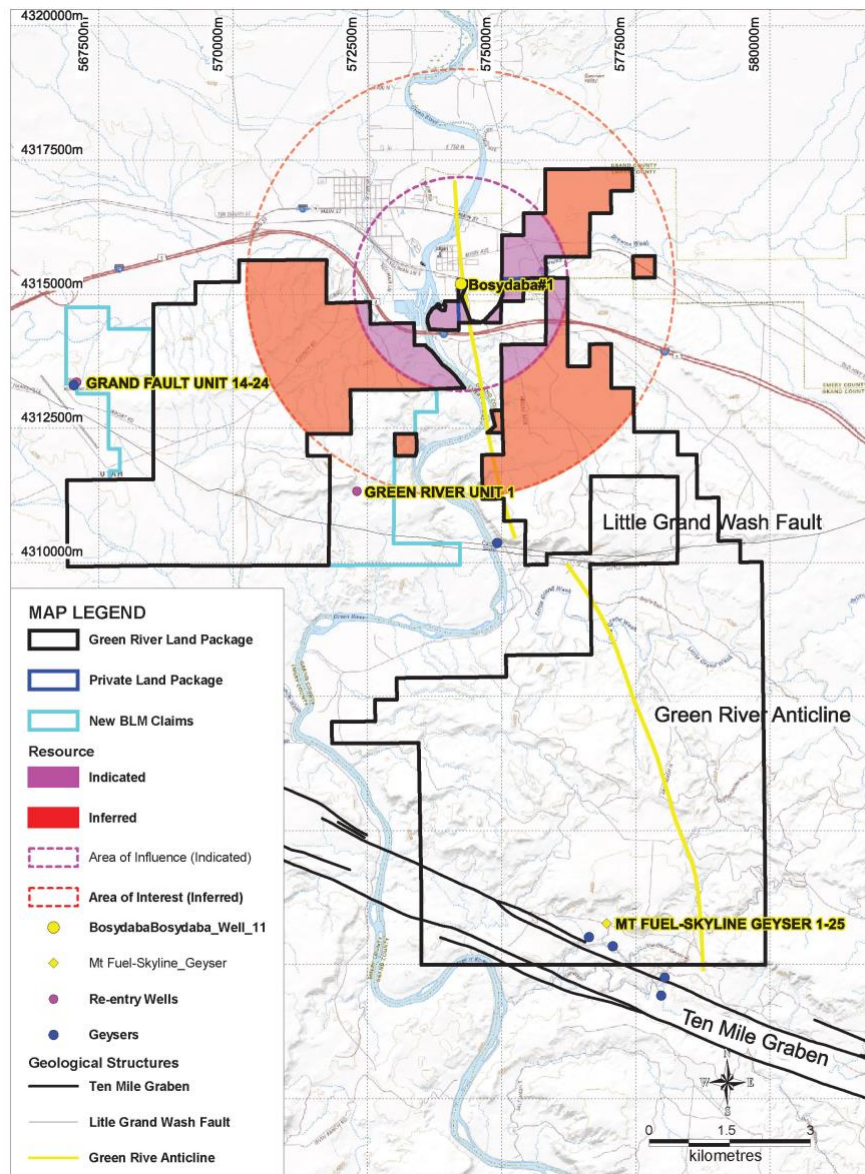 4320000m
567500m
570000m
572500m
575000m
577500m
580000m
4317500m
4315000m
Bosydaba#1
GRAND FAULT UNIT 14-24
4312500m
GREEN RIVER UNIT 1
Little Grand Wash Fault
4310000m
MAP LEGEND
Green River Land Package
Private Land Package
New BLM Claims
Resource
Indicated
Inferred
Area of Influence (Indicated)
Area of Interest (Inferred)
BosydabaBosydaba_Well_11
Mt Fuel-Skyline_Geyser
Re-entry Wells
Geysers
Geological Structures
Ten Mile Graben
Litle Grand Wash Fault
Green Rive Anticline
Green River Anticline
MT FUEL-SKYLINE GEYSER 1-25
Ten Mile Graben
N
W E
S
0 1.5 3
kilometres